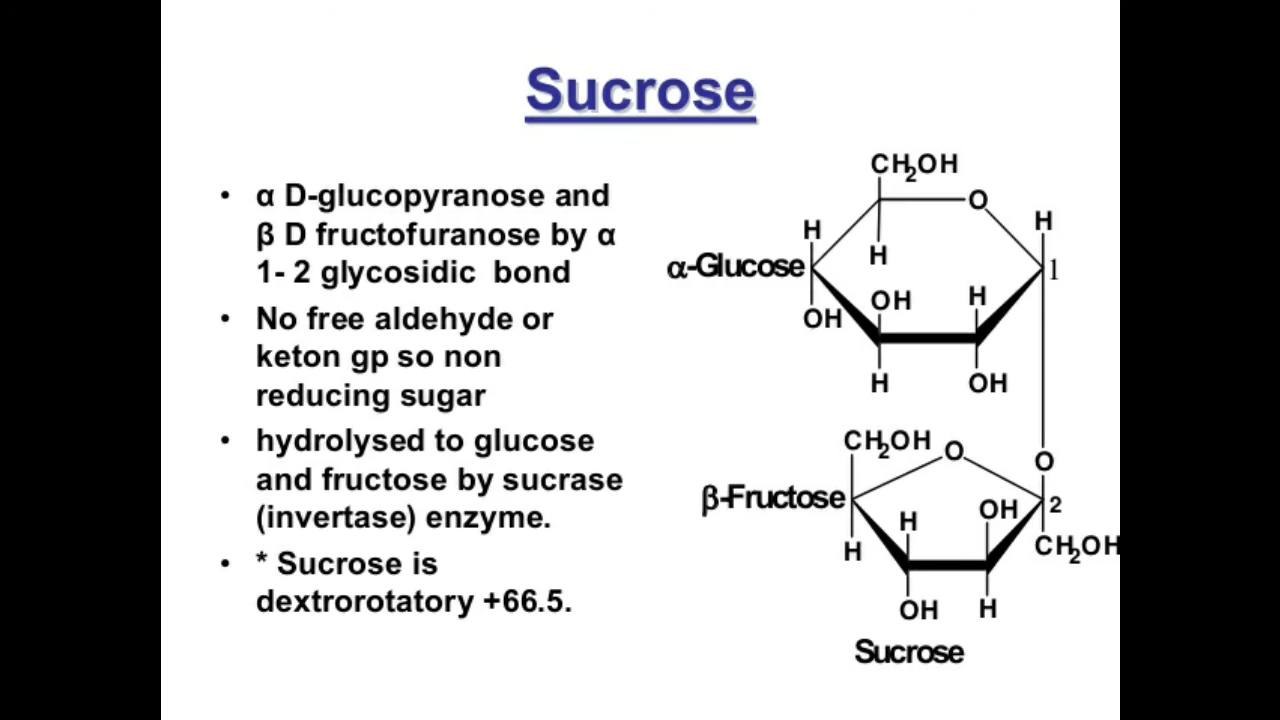 Sucrose
• α D-glucopyranose and
β D fructofuranose by α
1- 2 glycosidic bond
• No free aldehyde or
keton gp so non
reducing sugar
• hydrolysed to glucose
and fructose by sucrase
(invertase) enzyme.
• * Sucrose is
dextrorotatory +66.5.
CH2OH
O
H
H
H
α-Glucose
1
OH
H
OH
H
OH
CH2OH
O
O
β-Fructose
2
OH
H
H
CH2OH
OH
H
Sucrose